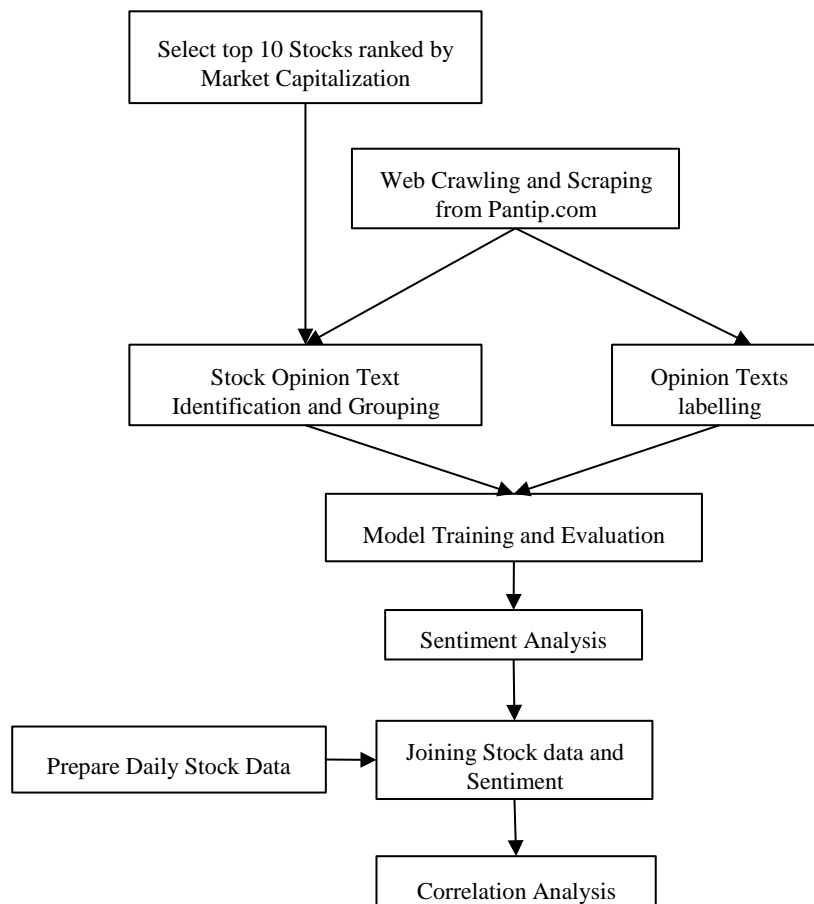 Select top 10 Stocks ranked by
Market Capitalization
Web Crawling and Scraping
from Pantip.com
Stock Opinion Text
Identification and Grouping
Opinion Texts
labelling
Model Training and Evaluation
Sentiment Analysis
Prepare Daily Stock Data
Joining Stock data and
Sentiment
Correlation Analysis